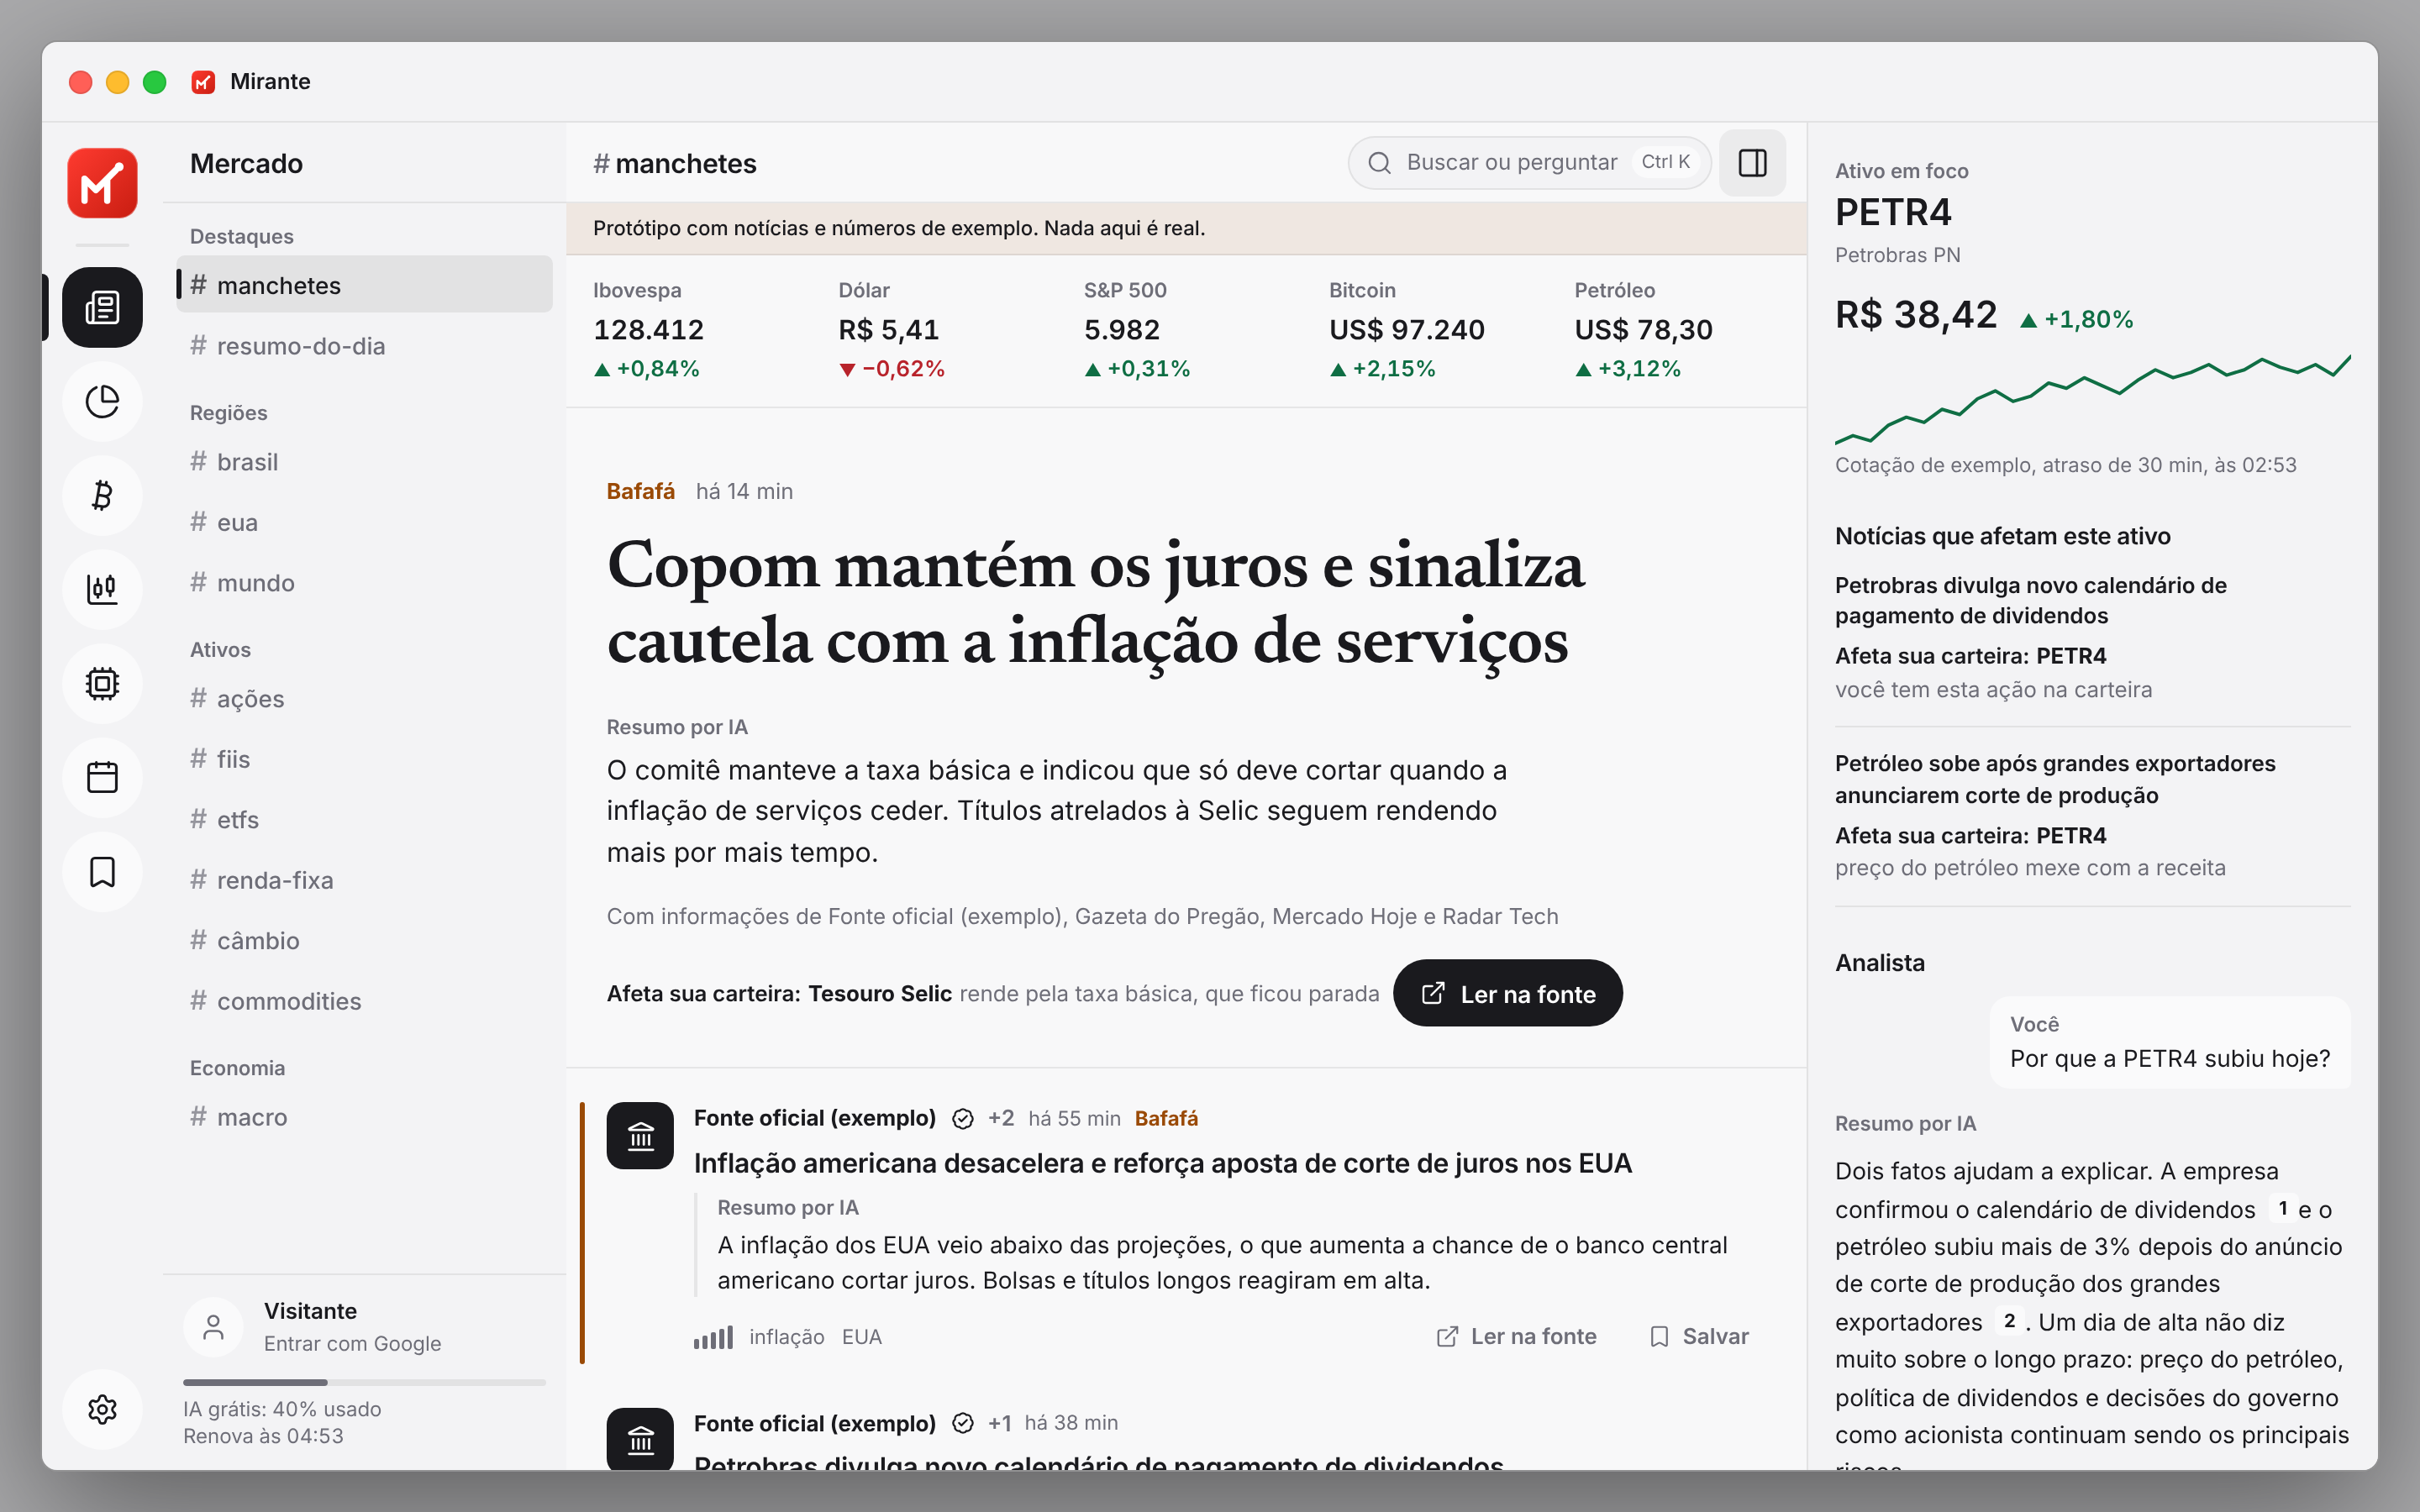 Mirante
Mercado
Destaques
# manchetes
# resumo-do-dia
Regiões
# brasil
# eua
# mundo
Ativos
# ações
# fiis
# etfs
# renda-fixa
# câmbio
# commodities
Economia
# macro
Visitante
Entrar com Google
IA grátis: 40% usado
Renova às 04:53
# manchetes
Buscar ou perguntar Ctrl K
Protótipo com notícias e números de exemplo. Nada aqui é real.
Ibovespa
128.412
▲ +0,84%
Dólar
R$ 5,41
▼ −0,62%
S&P 500
5.982
▲ +0,31%
Bitcoin
US$ 97.240
▲ +2,15%
Petróleo
US$ 78,30
▲ +3,12%
Bafafá há 14 min
Copom mantém os juros e sinaliza
cautela com a inflação de serviços
Resumo por IA
O comitê manteve a taxa básica e indicou que só deve cortar quando a
inflação de serviços ceder. Títulos atrelados à Selic seguem rendendo
mais por mais tempo.
Com informações de Fonte oficial (exemplo), Gazeta do Pregão, Mercado Hoje e Radar Tech
Afeta sua carteira: Tesouro Selic rende pela taxa básica, que ficou parada
Ler na fonte
Fonte oficial (exemplo) +2 há 55 min Bafafá
Inflação americana desacelera e reforça aposta de corte de juros nos EUA
Resumo por IA
A inflação dos EUA veio abaixo das projeções, o que aumenta a chance de o banco central
americano cortar juros. Bolsas e títulos longos reagiram em alta.
inflação EUA
Ler na fonte
Salvar
Fonte oficial (exemplo) +1 há 38 min
Petrobras divulga novo calendário de pagamento de dividendos
Ativo em foco
PETR4
Petrobras PN
R$ 38,42 ▲ +1,80%
Cotação de exemplo, atraso de 30 min, às 02:53
Notícias que afetam este ativo
Petrobras divulga novo calendário de
pagamento de dividendos
Afeta sua carteira: PETR4
você tem esta ação na carteira
Petróleo sobe após grandes exportadores
anunciarem corte de produção
Afeta sua carteira: PETR4
preço do petróleo mexe com a receita
Analista
Você
Por que a PETR4 subiu hoje?
Resumo por IA
Dois fatos ajudam a explicar. A empresa
confirmou o calendário de dividendos 1 e o
petróleo subiu mais de 3% depois do anúncio
de corte de produção dos grandes
exportadores 2 . Um dia de alta não diz
muito sobre o longo prazo: preço do petróleo,
política de dividendos e decisões do governo
como acionista continuam sendo os principais